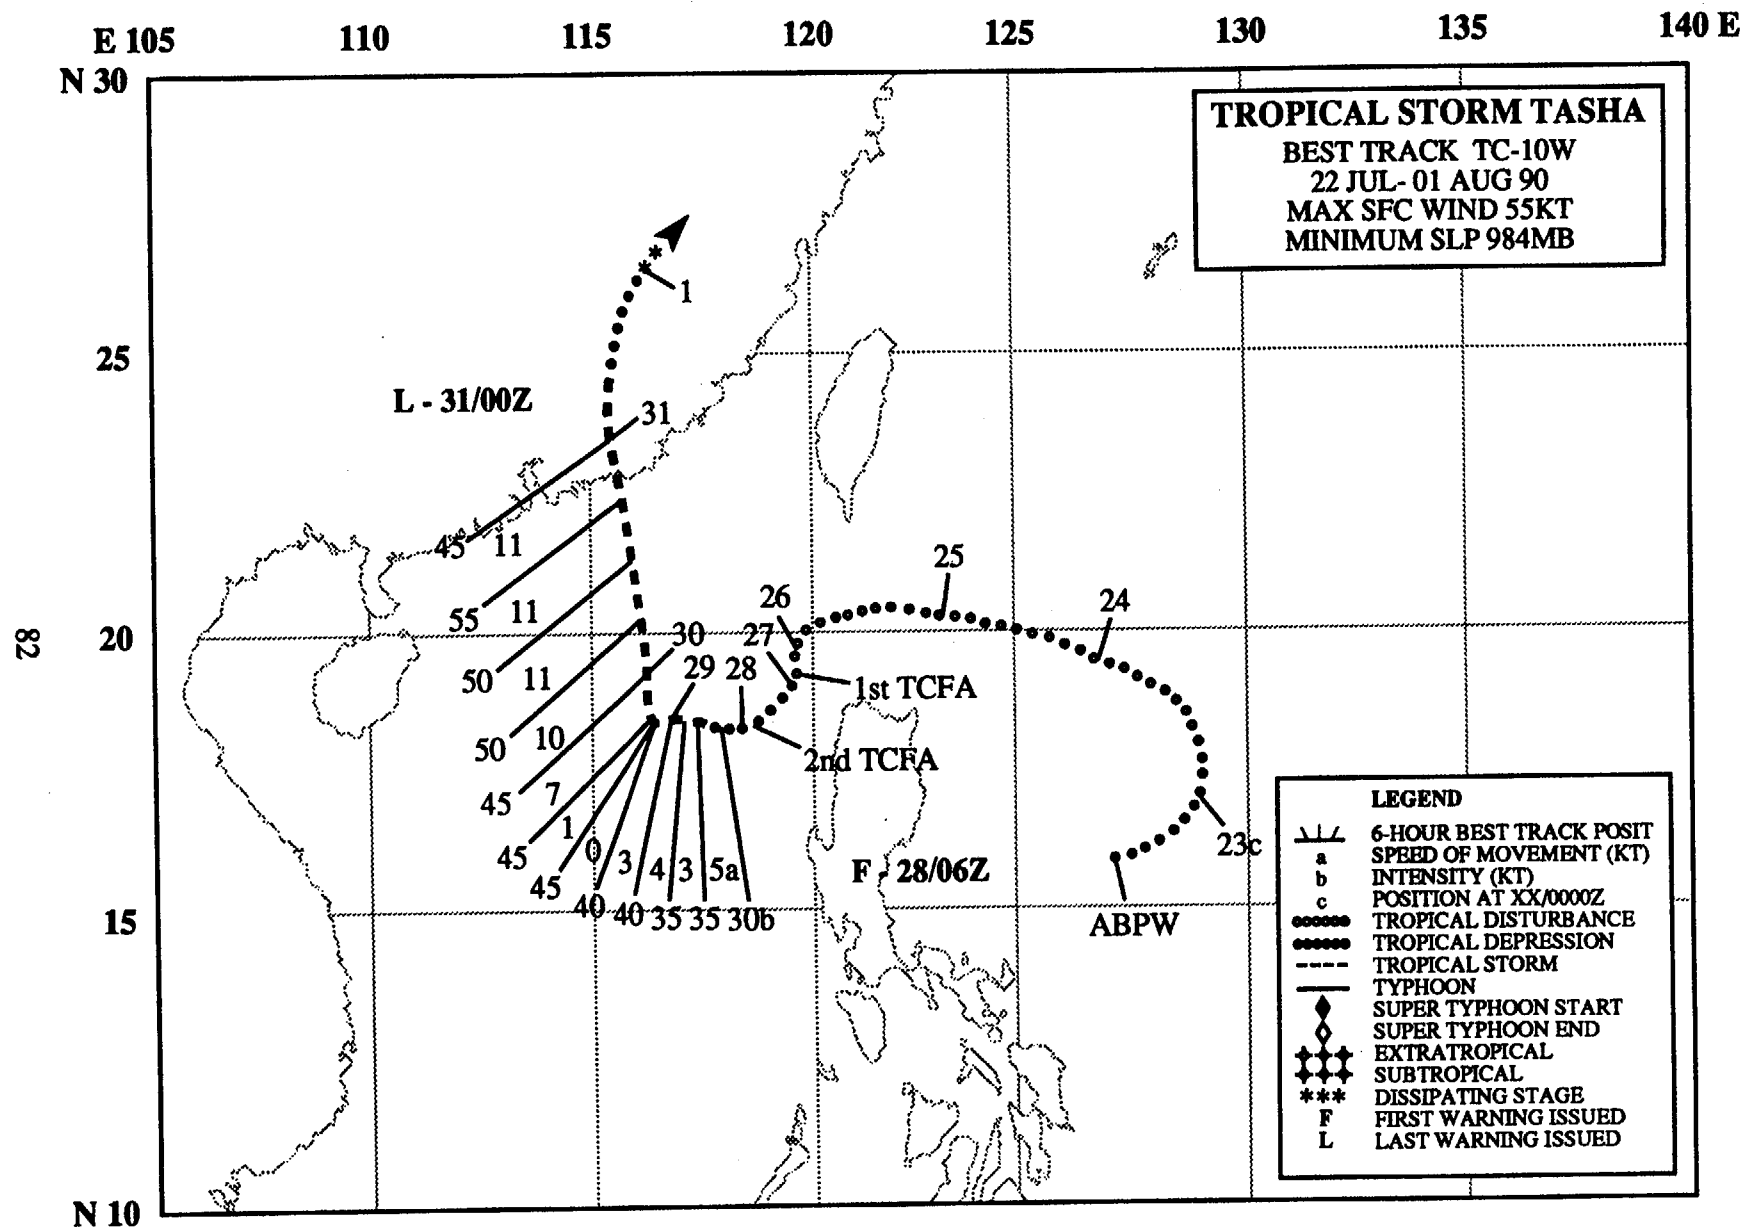 E 105 110 115 120 125 130 135 140 E
N 30
TROPICAL STORM TASHA
BEST TRACK TC-10W
22 JUL- 01 AUG 90
MAX SFC WIND 55KT
MINIMUM SLP 984MB
1
25
L - 31/00Z
31
45 11
25
24
55 11
26
20
27 30
50 11
29 28
1st TCFA
50 10
2nd TCFA
45 7
45 1 0 3 4 3 5a
F - 28/06Z
23c
45 40 40 35 35 30b
15
ABPW
82
N 10
LEGEND
6-HOUR BEST TRACK POSIT
a SPEED OF MOVEMENT (KT)
b INTENSITY (KT)
c POSITION AT XX/0000Z
TROPICAL DISTURBANCE
TROPICAL DEPRESSION
TROPICAL STORM
TYPHOON
SUPER TYPHOON START
SUPER TYPHOON END
EXTRATROPICAL
SUBTROPICAL
*** DISSIPATING STAGE
F FIRST WARNING ISSUED
L LAST WARNING ISSUED